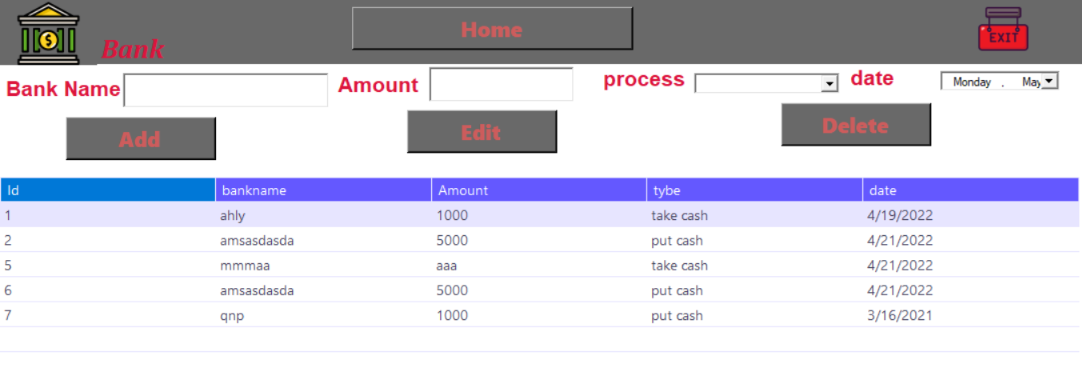 Home
EXIT
Bank
Bank Name Amount process date Monday , May
Add Edit Delete
Id bankname Amount tybe date
1 ahly 1000 take cash 4/19/2022
2 amsasdasda 5000 put cash 4/21/2022
5 mmmaa aaa take cash 4/21/2022
6 amsasdasda 5000 put cash 4/21/2022
7 qnp 1000 put cash 3/16/2021